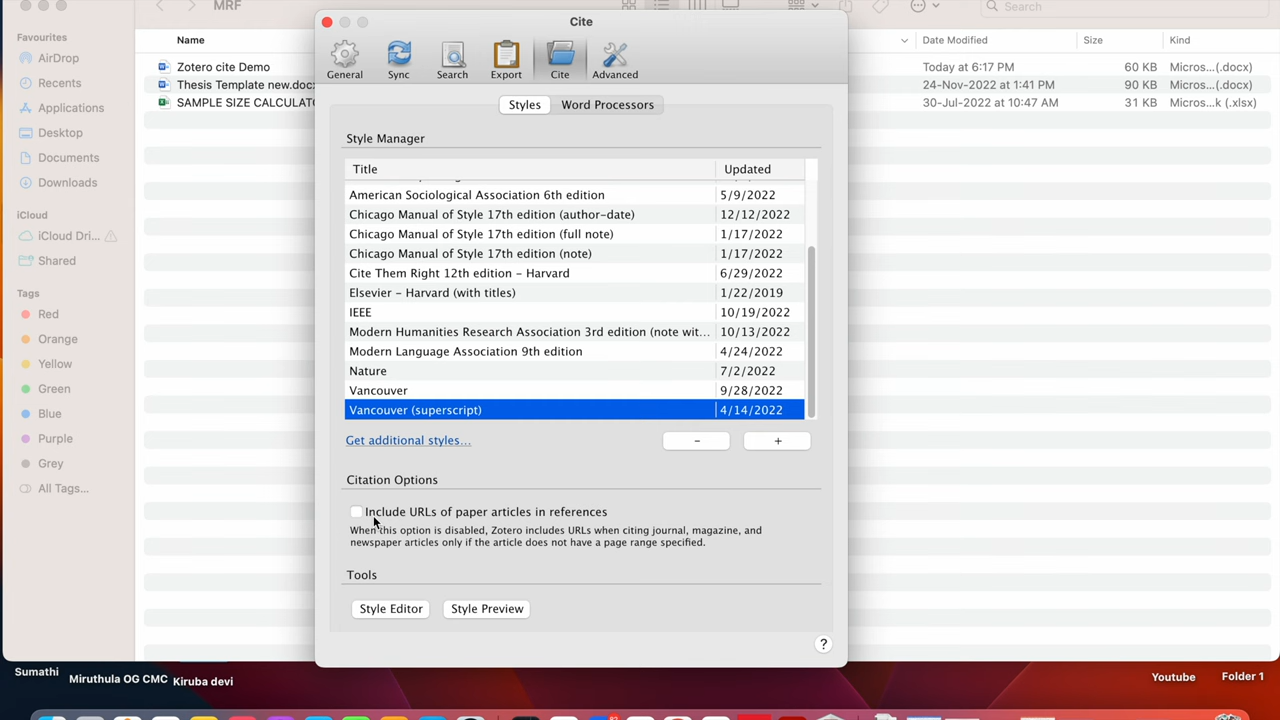 MRF
Cite
Search
Favourites
AirDrop
Recents
Applications
Desktop
Documents
Downloads
iCloud
iCloud Dri...
Shared
Tags
Red
Orange
Yellow
Green
Blue
Purple
Grey
All Tags...
Name
Date Modified
Size
Kind
Zotero cite Demo
Today at 6:17 PM
60 KB
Micros...(.docx)
Thesis Template new.docx
24-Nov-2022 at 1:41 PM
90 KB
Micros...(.docx)
SAMPLE SIZE CALCULAT
30-Jul-2022 at 10:47 AM
31 KB
Micros...k (.xlsx)
General
Sync
Search
Export
Cite
Advanced
Styles
Word Processors
Style Manager
Title
Updated
American Sociological Association 6th edition
5/9/2022
Chicago Manual of Style 17th edition (author-date)
12/12/2022
Chicago Manual of Style 17th edition (full note)
1/17/2022
Chicago Manual of Style 17th edition (note)
1/17/2022
Cite Them Right 12th edition - Harvard
6/29/2022
Elsevier - Harvard (with titles)
1/22/2019
IEEE
10/19/2022
Modern Humanities Research Association 3rd edition (note wit...
10/13/2022
Modern Language Association 9th edition
4/24/2022
Nature
7/2/2022
Vancouver
9/28/2022
Vancouver (superscript)
4/14/2022
Get additional styles...
-
+
Citation Options
Include URLs of paper articles in references
When this option is disabled, Zotero includes URLs when citing journal, magazine, and
newspaper articles only if the article does not have a page range specified.
Tools
Style Editor
Style Preview
?
Sumathi
Miruthula OG CMC
Kiruba devi
Youtube
Folder 1